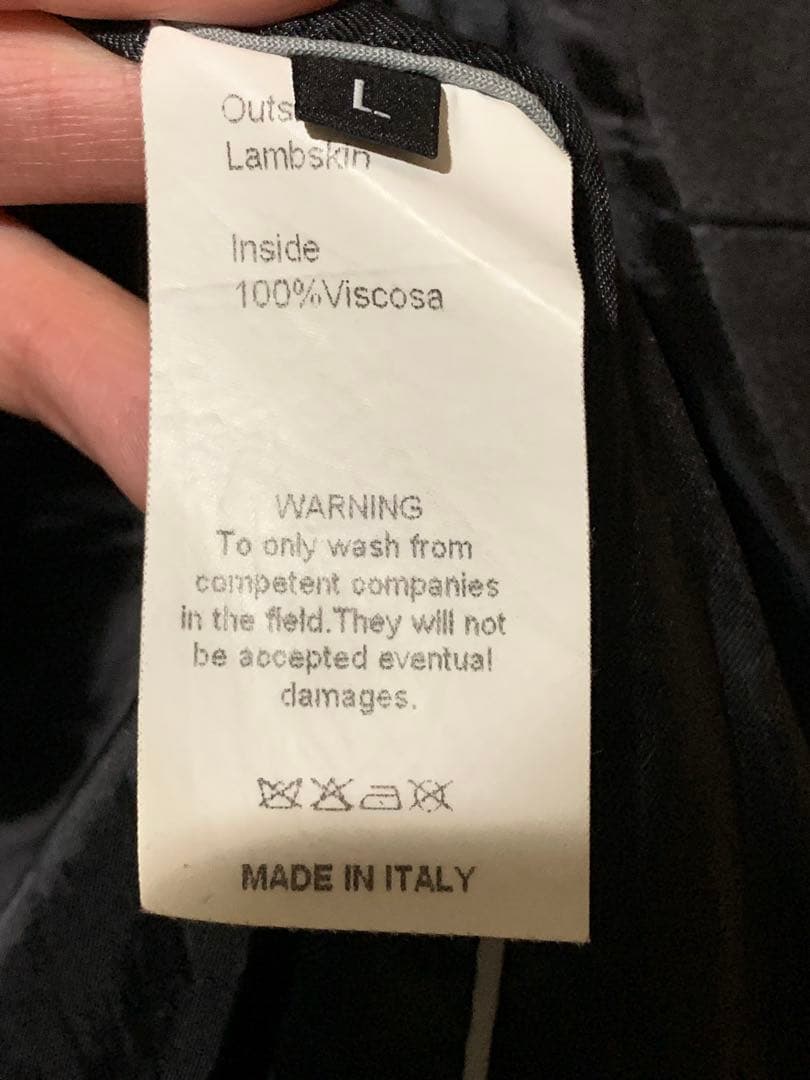 L
Outs
Lambskin
Inside
100%Viscosa
WARNING
To only wash from
competent companies
in the field.They will not
be accepted eventual
damages.
MADE IN ITALY